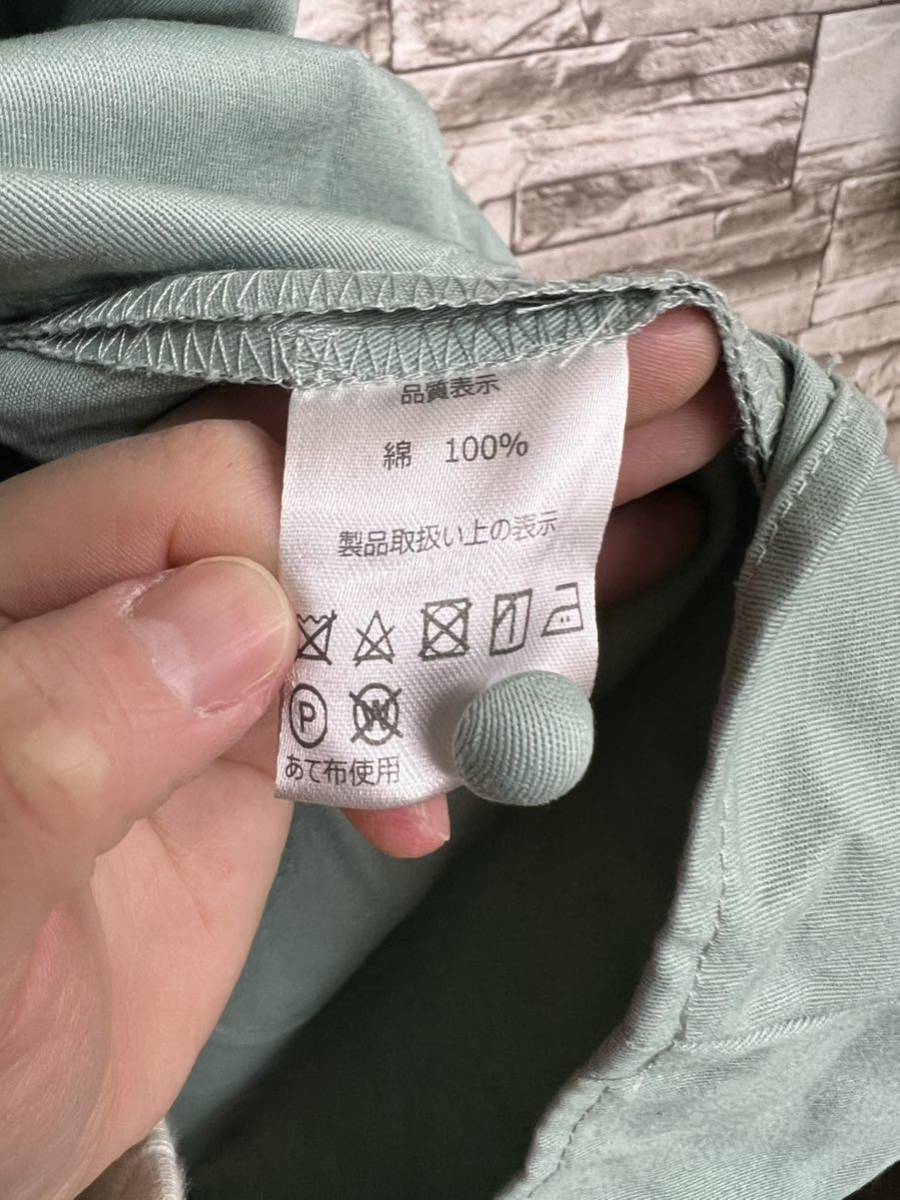 品質表示
綿 100%
製品取扱い上の表示
P W
あて布使用